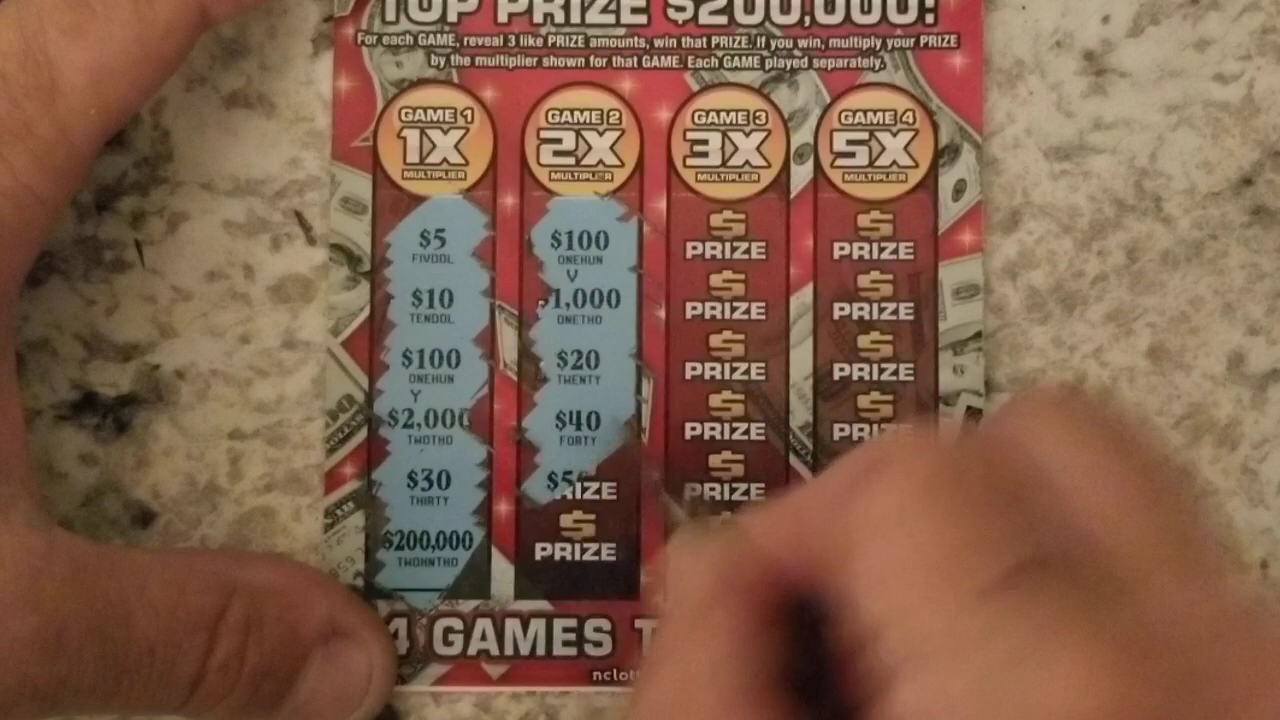 TOP PRIZE $200,000!
For each GAME, reveal 3 like PRIZE amounts, win that PRIZE. If you win, multiply your PRIZE
by the multiplier shown for that GAME. Each GAME played separately.
GAME 1
1X
MULTIPLIER
$5
FIVDOL
$10
TENDOL
$100
ONEHUN
Y
$2,000
TWOTHO
$30
THIRTY
$200,000
TWOHNTHO
GAME 2
2X
MULTIPLIER
$100
ONEHUN
V
1,000
ONETHO
$20
TWENTY
$40
FORTY
$5
RIZE
$
PRIZE
GAME 3
3X
MULTIPLIER
$
PRIZE
$
PRIZE
$
PRIZE
$
PRIZE
$
PRIZE
GAME 4
5X
MULTIPLIER
$
PRIZE
$
PRIZE
$
PRIZE
$
PRIZE
4 GAMES
nclott